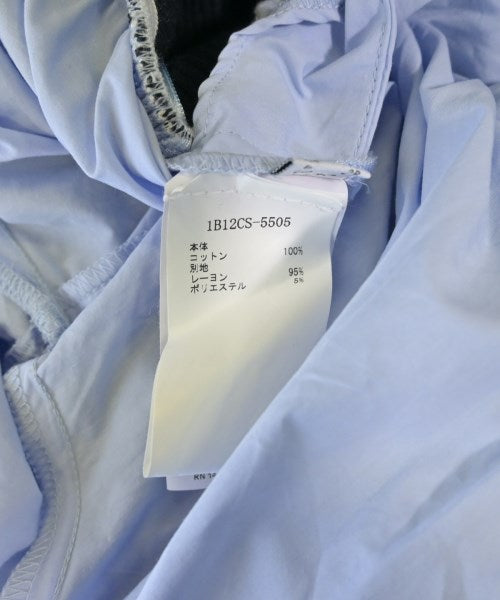 1B12CS-5505
本体
コットン 100%
別地
レーヨン 95%
ポリエステル 5%
RN